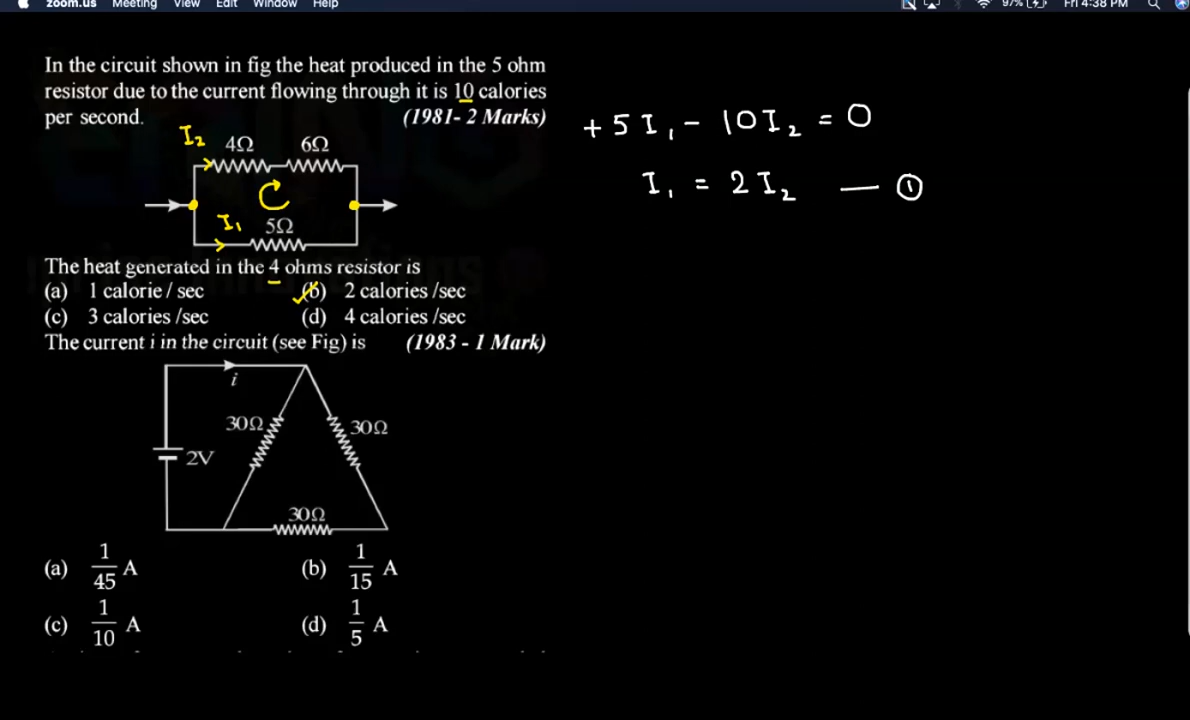 zoom.us Meeting View Edit Window Help 97% Fri 4:38 PM
In the circuit shown in fig the heat produced in the 5 ohm
resistor due to the current flowing through it is 10 calories
per second. (1981- 2 Marks)
I₂ 4Ω 6Ω
I₁ 5Ω
The heat generated in the 4 ohms resistor is
(a) 1 calorie / sec (b) 2 calories /sec
(c) 3 calories /sec (d) 4 calories /sec
The current i in the circuit (see Fig) is (1983 - 1 Mark)
i
30Ω 30Ω
2V
30Ω
(a) 1/45 A (b) 1/15 A
(c) 1/10 A (d) 1/5 A
+5I₁ - 10I₂ = 0
I₁ = 2I₂ — ①